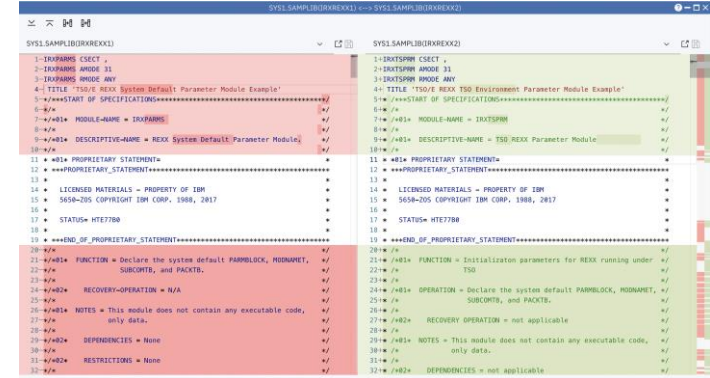 SYS1.SAMPLIB(IRXREXX1) <--> SYS1.SAMPLIB(IRXREXX2)
SYS1.SAMPLIB(IRXREXX1)
1-IRXPARMS CSECT ,
2-IRXPARMS AMODE 31
3-IRXPARMS RMODE ANY
4- TITLE 'TSO/E REXX System Default Parameter Module Example'
5-*/***START OF SPECIFICATIONS****************************************/
6-*/* */
7-*/*01* MODULE-NAME = IRXPARMS */
8-*/* */
9-*/*01* DESCRIPTIVE-NAME = REXX System Default Parameter Module. */
10-*/* */
11 * *01* PROPRIETARY STATEMENT= *
12 * ***PROPRIETARY_STATEMENT****************************************
13 * *
14 * LICENSED MATERIALS - PROPERTY OF IBM *
15 * 5650-ZOS COPYRIGHT IBM CORP. 1988, 2017 *
16 * *
17 * STATUS= HTE77B0 *
18 * *
19 * ***END_OF_PROPRIETARY_STATEMENT****************************************
20-*/* */
21-*/*01* FUNCTION = Declare the system default PARMBLOCK, MODNAMET, */
22-*/* SUBCOMTB, and PACKTB. */
23-*/* */
24-*/*02* RECOVERY-OPERATION = N/A */
25-*/* */
26-*/*01* NOTES = This module does not contain any executable code, */
27-*/* only data. */
28-*/* */
29-*/*02* DEPENDENCIES = None */
30-*/* */
31-*/*02* RESTRICTIONS = None */
SYS1.SAMPLIB(IRXREXX2)
1+IRXTSPRM CSECT ,
2+IRXTSPRM AMODE 31
3+IRXTSPRM RMODE ANY
4+ TITLE 'TSO/E REXX TSO Environment Parameter Module Example'
5+* /***START OF SPECIFICATIONS****************************************/
6+* /* */
7+* /*01* MODULE-NAME = IRXTSPRM */
8+* /* */
9+* /*01* DESCRIPTIVE-NAME = TSO REXX Parameter Module */
10+* /* */
11 * *01* PROPRIETARY STATEMENT= *
12 * ***PROPRIETARY_STATEMENT****************************************
13 * *
14 * LICENSED MATERIALS - PROPERTY OF IBM *
15 * 5650-ZOS COPYRIGHT IBM CORP. 1988, 2017 *
16 * *
17 * STATUS= HTE77B0 *
18 * *
19 * ***END_OF_PROPRIETARY_STATEMENT****************************************
20+* /* */
21+* /*01* FUNCTION = Initializaton parameters for REXX running under */
22+* /* TSO */
23+* /* */
24+* /*01* OPERATION = Declare the system default PARMBLOCK, MODNAMET, */
25+* /* SUBCOMTB, and PACKTB. */
26+* /* */
27+* /*02* RECOVERY OPERATION = not applicable */
28+* /* */
29+* /*01* NOTES = This module does not contain any executable code, */
30+* /* only data. */
31+* /* */
32+* /*02* DEPENDENCIES = not applicable */